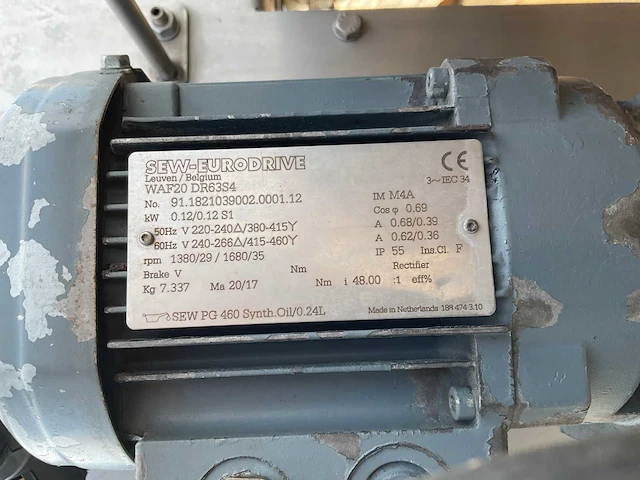 SEW-EURODRIVE
Leuven / Belgium
WAF20 DR63S4
3~IEC 34
No. 91.1821039002.0001.12
IM M4A
kW 0.12/0.12 S1
Cos φ 0.69
50Hz V 220-240Δ/380-415Y
A 0.68/0.39
60Hz V 240-266Δ/415-460Y
A 0.62/0.36
rpm 1380/29 / 1680/35
IP 55 Ins.Cl. F
Brake V Nm Rectifier
Kg 7.337 Ma 20/17 Nm i 48.00 :1 eff%
SEW PG 460 Synth.Oil/0.24L
Made in Netherlands 188 474 3.10
CE